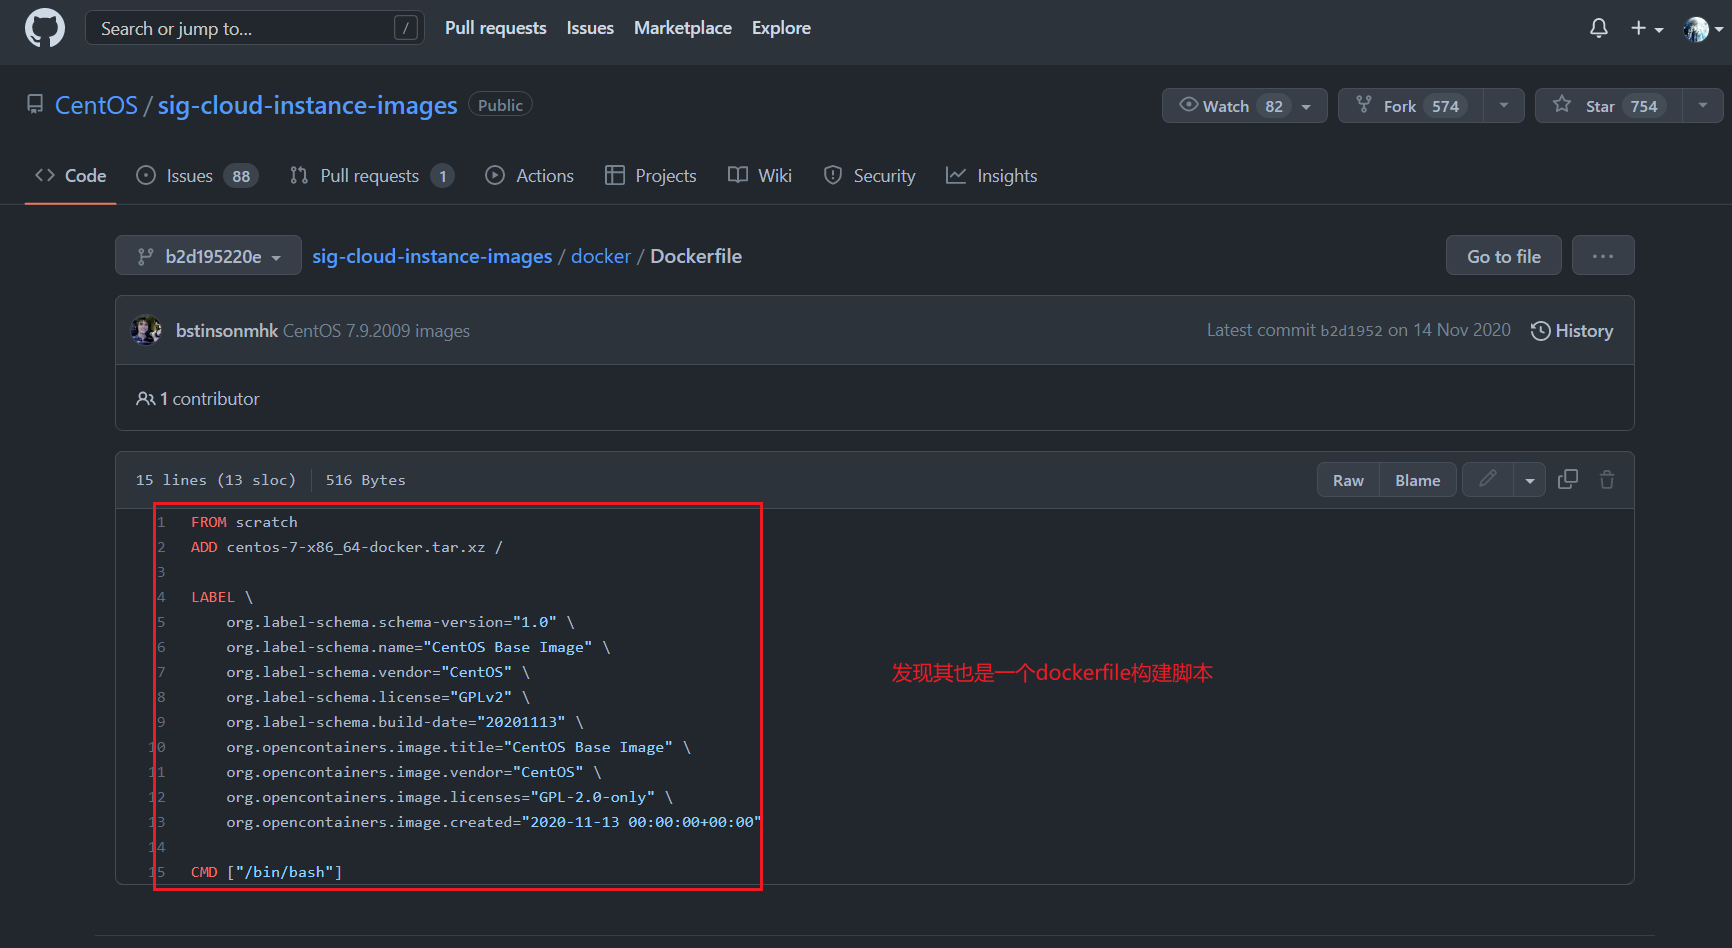 Search or jump to... /
Pull requests Issues Marketplace Explore
CentOS / sig-cloud-instance-images Public
Watch 82 Fork 574 Star 754
Code Issues 88 Pull requests 1 Actions Projects Wiki Security Insights
b2d195220e sig-cloud-instance-images / docker / Dockerfile Go to file ...
bstinsonmhk CentOS 7.9.2009 images Latest commit b2d1952 on 14 Nov 2020 History
1 contributor
15 lines (13 sloc) 516 Bytes Raw Blame
1 FROM scratch
2 ADD centos-7-x86_64-docker.tar.xz /
3
4 LABEL \
5 org.label-schema.schema-version="1.0" \
6 org.label-schema.name="CentOS Base Image" \
7 org.label-schema.vendor="CentOS" \
8 org.label-schema.license="GPLv2" \
9 org.label-schema.build-date="20201113" \
10 org.opencontainers.image.title="CentOS Base Image" \
11 org.opencontainers.image.vendor="CentOS" \
12 org.opencontainers.image.licenses="GPL-2.0-only" \
13 org.opencontainers.image.created="2020-11-13 00:00:00+00:00"
14
15 CMD ["/bin/bash"]
发现其也是一个dockerfile构建脚本